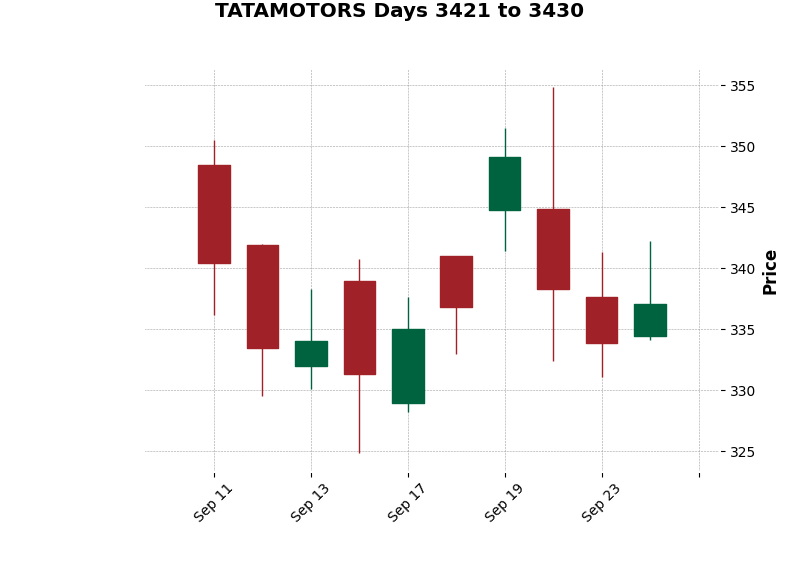 TATAMOTORS Days 3421 to 3430
355
350
345
340
335
330
325
Price
Sep 11
Sep 13
Sep 17
Sep 19
Sep 23